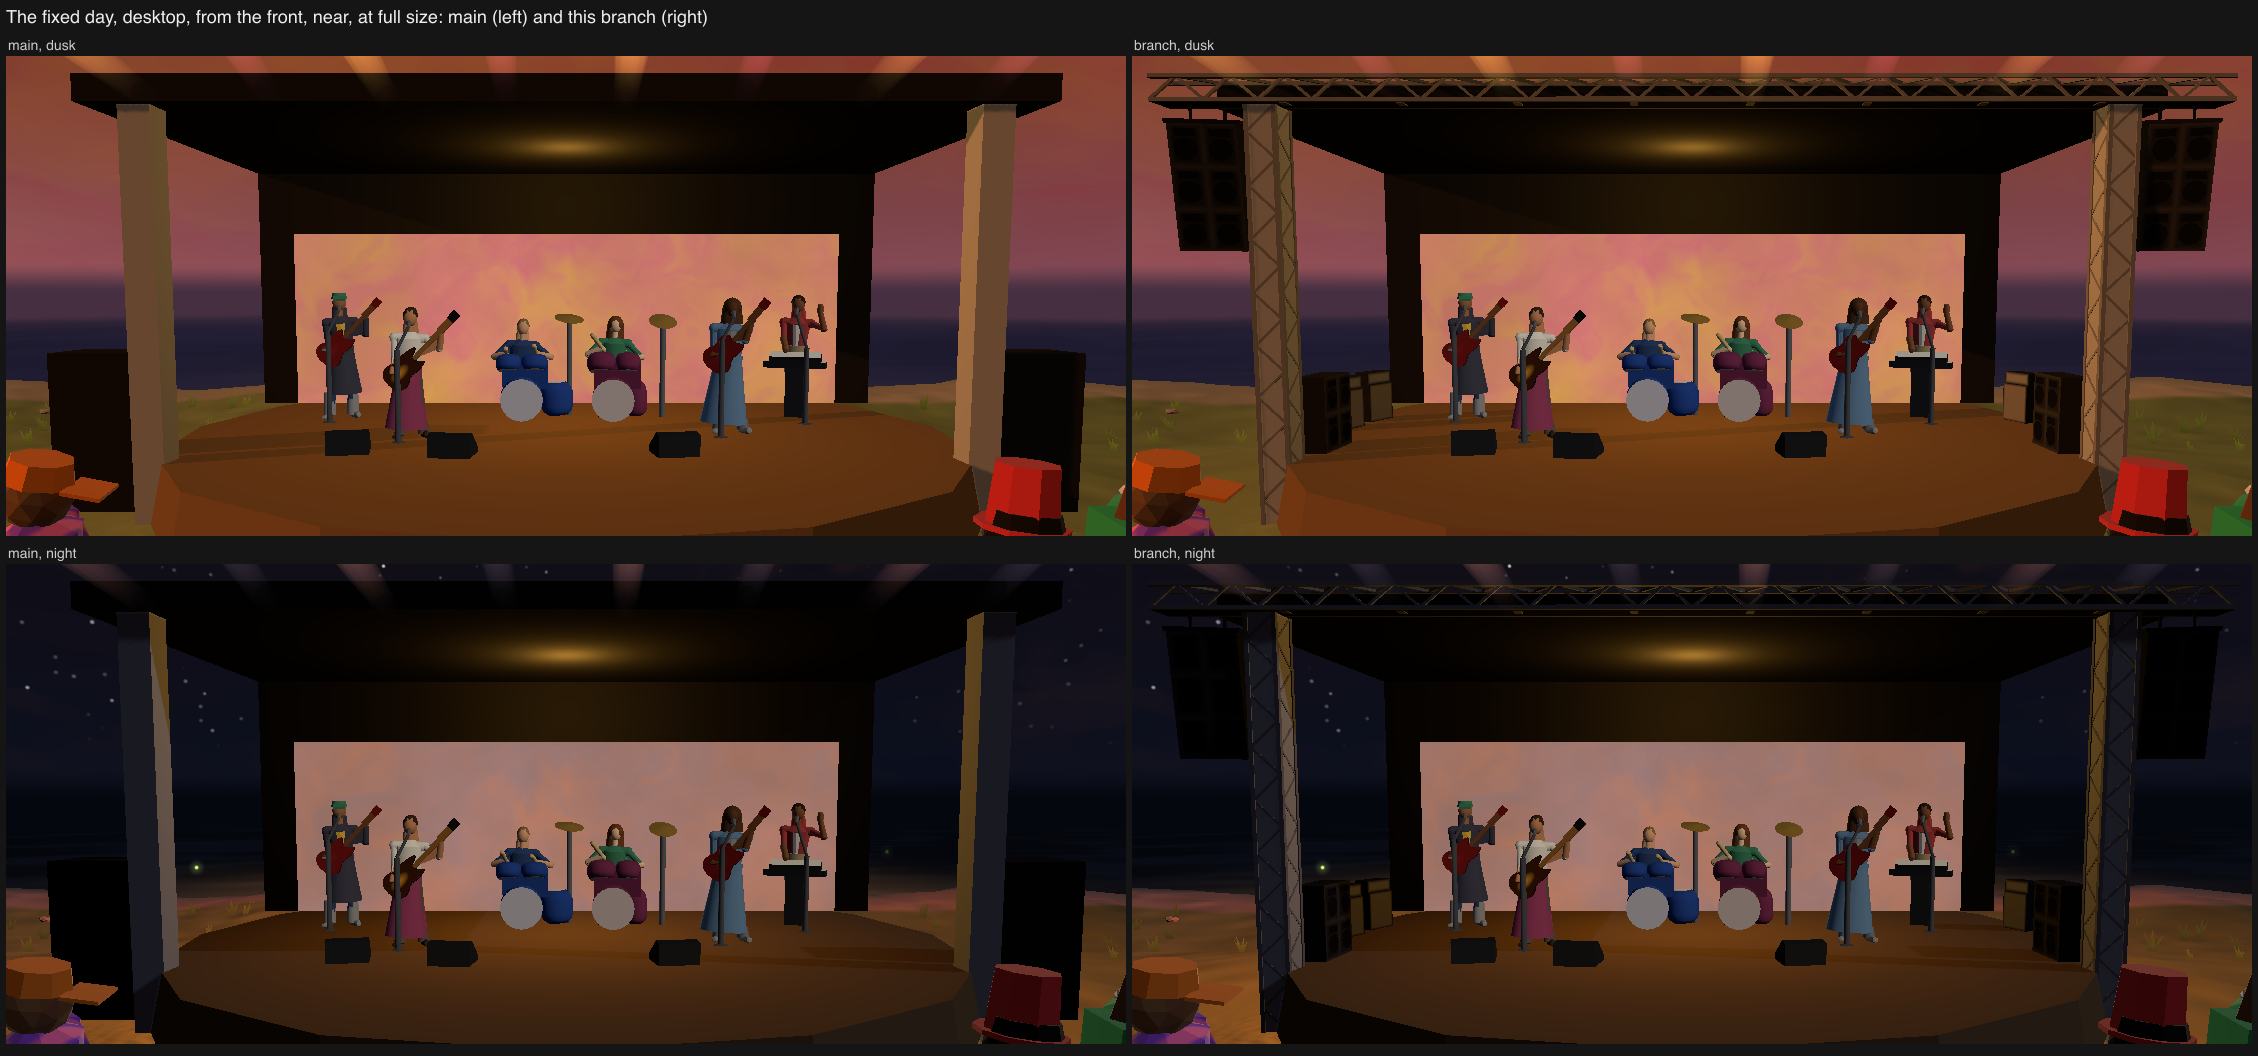 The fixed day, desktop, from the front, near, at full size: main (left) and this branch (right)
main, dusk
branch, dusk
main, night
branch, night